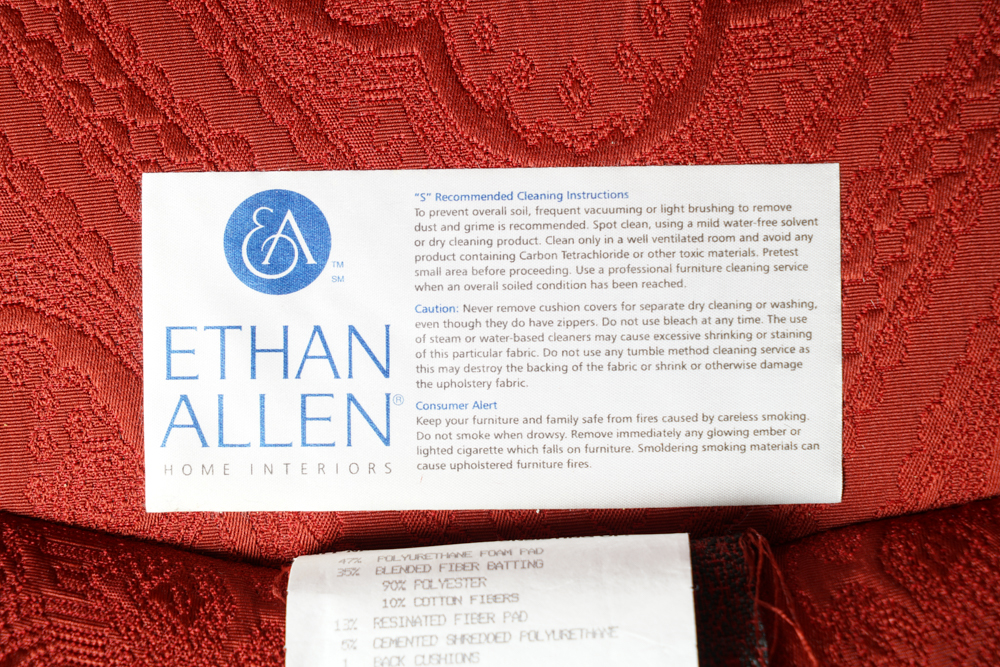 EA
TM
SM
ETHAN
ALLEN®
HOME INTERIORS
"S" Recommended Cleaning Instructions
To prevent overall soil, frequent vacuuming or light brushing to remove
dust and grime is recommended. Spot clean, using a mild water-free solvent
or dry cleaning product. Clean only in a well ventilated room and avoid any
product containing Carbon Tetrachloride or other toxic materials. Pretest
small area before proceeding. Use a professional furniture cleaning service
when an overall soiled condition has been reached.
Caution: Never remove cushion covers for separate dry cleaning or washing,
even though they do have zippers. Do not use bleach at any time. The use
of steam or water-based cleaners may cause excessive shrinking or staining
of this particular fabric. Do not use any tumble method cleaning service as
this may destroy the backing of the fabric or shrink or otherwise damage
the upholstery fabric.
Consumer Alert
Keep your furniture and family safe from fires caused by careless smoking.
Do not smoke when drowsy. Remove immediately any glowing ember or
lighted cigarette which falls on furniture. Smoldering smoking materials can
cause upholstered furniture fires.
47% POLYURETHANE FOAM PAD
35% BLENDED FIBER BATTING
90% POLYESTER
10% COTTON FIBERS
13% RESINATED FIBER PAD
5% CEMENTED SHREDDED POLYURETHANE
BACK CUSHIONS